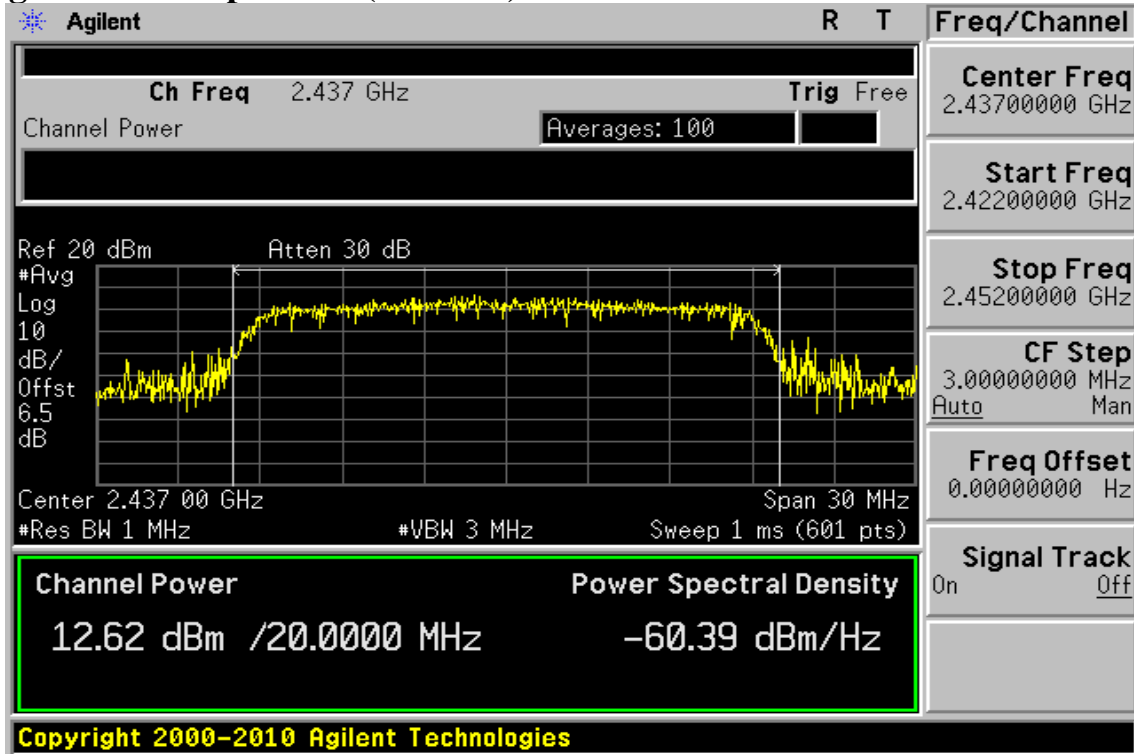 Agilent R T
Ch Freq 2.437 GHz Trig Free
Channel Power Averages: 100
Ref 20 dBm Atten 30 dB
#Avg
Log
10
dB/
Offst
6.5
dB
Center 2.437 00 GHz Span 30 MHz
#Res BW 1 MHz #VBW 3 MHz Sweep 1 ms (601 pts)
Channel Power Power Spectral Density
12.62 dBm /20.0000 MHz -60.39 dBm/Hz
Copyright 2000-2010 Agilent Technologies
Freq/Channel
Center Freq
2.43700000 GHz
Start Freq
2.42200000 GHz
Stop Freq
2.45200000 GHz
CF Step
3.00000000 MHz
Auto Man
Freq Offset
0.00000000 Hz
Signal Track
On Off